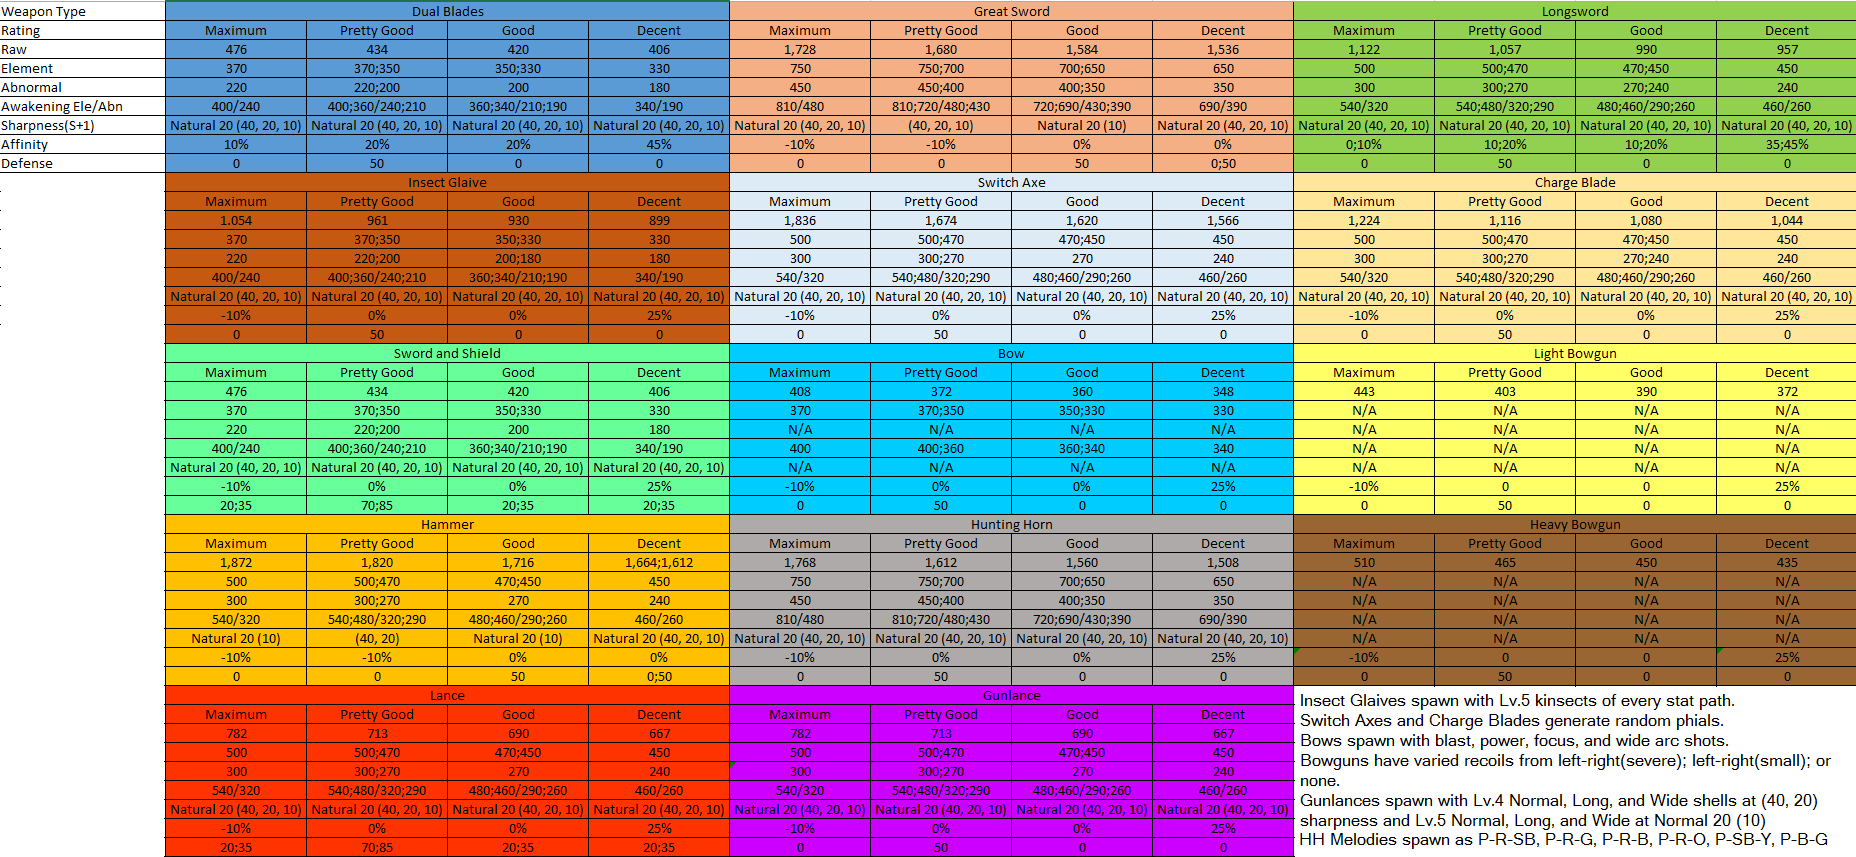 Weapon Type Dual Blades Great Sword Longsword
Rating Maximum Pretty Good Good Decent Maximum Pretty Good Good Decent Maximum Pretty Good Good Decent
Raw 476 434 420 406 1,728 1,680 1,584 1,536 1,122 1,057 990 957
Element 370 370;350 350;330 330 750 750;700 700;650 650 500 500;470 470;450 450
Abnormal 220 220;200 200 180 450 450;400 400;350 350 300 300;270 270;240 240
Awakening Ele/Abn 400/240 400;360/240;210 360;340/210;190 340/190 810/480 810;720/480;430 720;690/430;390 690/390 540/320 540;480/320;290 480;460/290;260 460/260
Sharpness(S+1) Natural 20 (40, 20, 10) Natural 20 (40, 20, 10) Natural 20 (40, 20, 10) Natural 20 (40, 20, 10) Natural 20 (40, 20, 10) (40, 20, 10) Natural 20 (10) Natural 20 (40, 20, 10) Natural 20 (40, 20, 10) Natural 20 (40, 20, 10) Natural 20 (40, 20, 10) Natural 20 (40, 20, 10)
Affinity 10% 20% 20% 45% -10% -10% 0% 0% 0;10% 10;20% 10;20% 35;45%
Defense 0 50 0 0 0 0 50 0;50 0 50 0 0
Insect Glaive Switch Axe Charge Blade
Maximum Pretty Good Good Decent Maximum Pretty Good Good Decent Maximum Pretty Good Good Decent
1.054 961 930 899 1,836 1,674 1,620 1,566 1,224 1,116 1,080 1,044
370 370;350 350;330 330 500 500;470 470;450 450 500 500;470 470;450 450
220 220;200 200;180 180 300 300;270 270 240 300 300;270 270;240 240
400/240 400;360/240;210 360;340/210;190 340/190 540/320 540;480/320;290 480;460/290;260 460/260 540/320 540;480/320;290 480;460/290;260 460/260
Natural 20 (40, 20, 10) Natural 20 (40, 20, 10) Natural 20 (40, 20, 10) Natural 20 (40, 20, 10) Natural 20 (40, 20, 10) Natural 20 (40, 20, 10) Natural 20 (40, 20, 10) Natural 20 (40, 20, 10) Natural 20 (40, 20, 10) Natural 20 (40, 20, 10) Natural 20 (40, 20, 10) Natural 20 (40, 20, 10)
-10% 0% 0% 25% -10% 0% 0% 25% -10% 0% 0% 25%
0 50 0 0 0 50 0 0 0 50 0 0
Sword and Shield Bow Light Bowgun
Maximum Pretty Good Good Decent Maximum Pretty Good Good Decent Maximum Pretty Good Good Decent
476 434 420 406 408 372 360 348 443 403 390 372
370 370;350 350;330 330 370 370;350 350;330 330 N/A N/A N/A N/A
220 220;200 200 180 N/A N/A N/A N/A N/A N/A N/A N/A
400/240 400;360/240;210 360;340/210;190 340/190 400 400;360 360;340 340 N/A N/A N/A N/A
Natural 20 (40, 20, 10) Natural 20 (40, 20, 10) Natural 20 (40, 20, 10) Natural 20 (40, 20, 10) N/A N/A N/A N/A N/A N/A N/A N/A
-10% 0% 0% 25% -10% 0% 0% 25% -10% 0 0 25%
20;35 70;85 20;35 20;35 0 50 0 0 0 50 0 0
Hammer Hunting Horn Heavy Bowgun
Maximum Pretty Good Good Decent Maximum Pretty Good Good Decent Maximum Pretty Good Good Decent
1,872 1,820 1,716 1,664;1,612 1,768 1,612 1,560 1,508 510 465 450 435
500 500;470 470;450 450 750 750;700 700;650 650 N/A N/A N/A N/A
300 300;270 270 240 450 450;400 400;350 350 N/A N/A N/A N/A
540/320 540;480/320;290 480;460/290;260 460/260 810/480 810;720/480;430 720;690/430;390 690/390 N/A N/A N/A N/A
Natural 20 (10) (40, 20) Natural 20 (10) Natural 20 (40, 20, 10) Natural 20 (40, 20, 10) Natural 20 (40, 20, 10) Natural 20 (40, 20, 10) Natural 20 (40, 20, 10) N/A N/A N/A N/A
-10% -10% 0% 0% -10% 0% 0% 25% -10% 0 0 25%
0 0 50 0;50 0 50 0 0 0 50 0 0
Lance Gunlance
Maximum Pretty Good Good Decent Maximum Pretty Good Good Decent
782 713 690 667 782 713 690 667
500 500;470 470;450 450 500 500;470 470;450 450
300 300;270 270 240 300 300;270 270 240
540/320 540;480/320;290 480;460/290;260 460/260 540/320 540;480/320;290 480;460/290;260 460/260
Natural 20 (40, 20, 10) Natural 20 (40, 20, 10) Natural 20 (40, 20, 10) Natural 20 (40, 20, 10) Natural 20 (40, 20, 10) Natural 20 (40, 20, 10) Natural 20 (40, 20, 10) Natural 20 (40, 20, 10)
-10% 0% 0% 25% -10% 0% 0% 25%
20;35 70;85 20;35 20;35 0 50 0 0
Insect Glaives spawn with Lv.5 kinsects of every stat path.
Switch Axes and Charge Blades generate random phials.
Bows spawn with blast, power, focus, and wide arc shots.
Bowguns have varied recoils from left-right(severe); left-right(small); or
none.
Gunlances spawn with Lv.4 Normal, Long, and Wide shells at (40, 20)
sharpness and Lv.5 Normal, Long, and Wide at Normal 20 (10)
HH Melodies spawn as P-R-SB, P-R-G, P-R-B, P-R-O, P-SB-Y, P-B-G